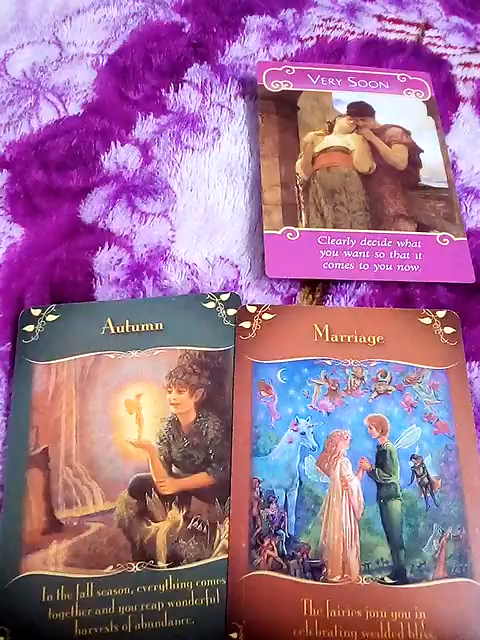 VERY SOON
Clearly decide what
you want so that it
comes to you now.
Autumn
In the fall season, everything comes
together and you reap wonderful
harvests of abundance.
Marriage
The fairies join you in
celebrating wedded